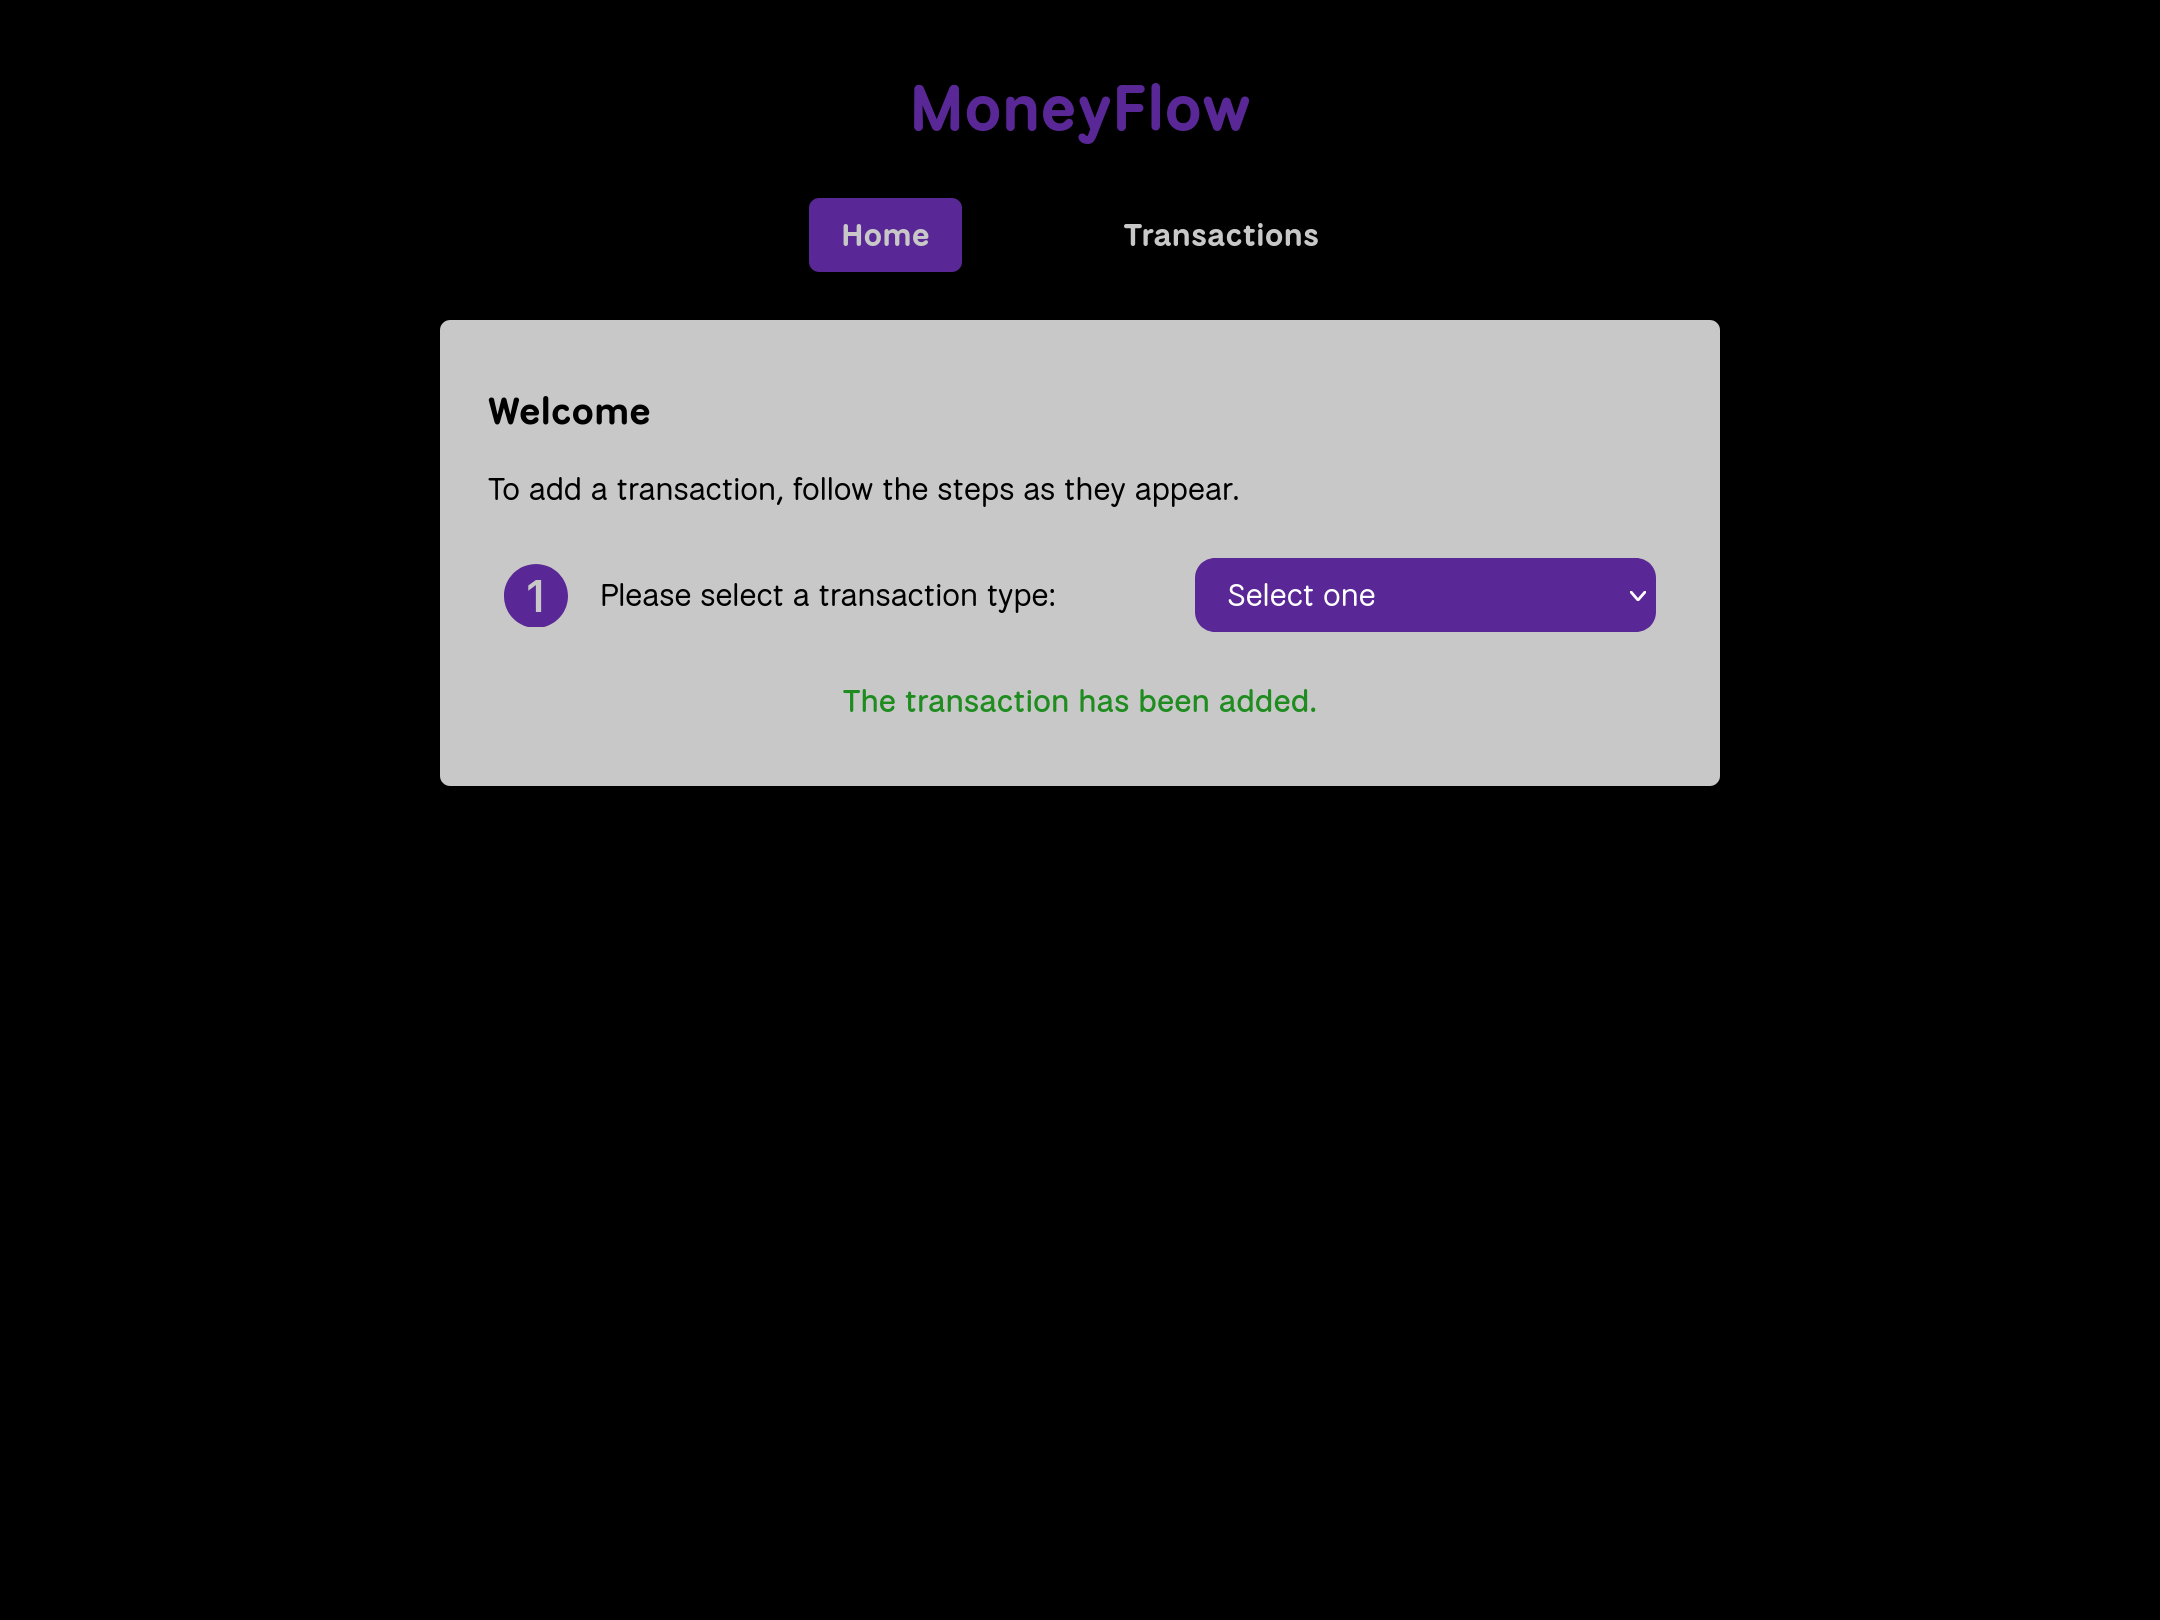 MoneyFlow
Home
Transactions
Welcome
To add a transaction, follow the steps as they appear.
1 Please select a transaction type:
Select one
The transaction has been added.